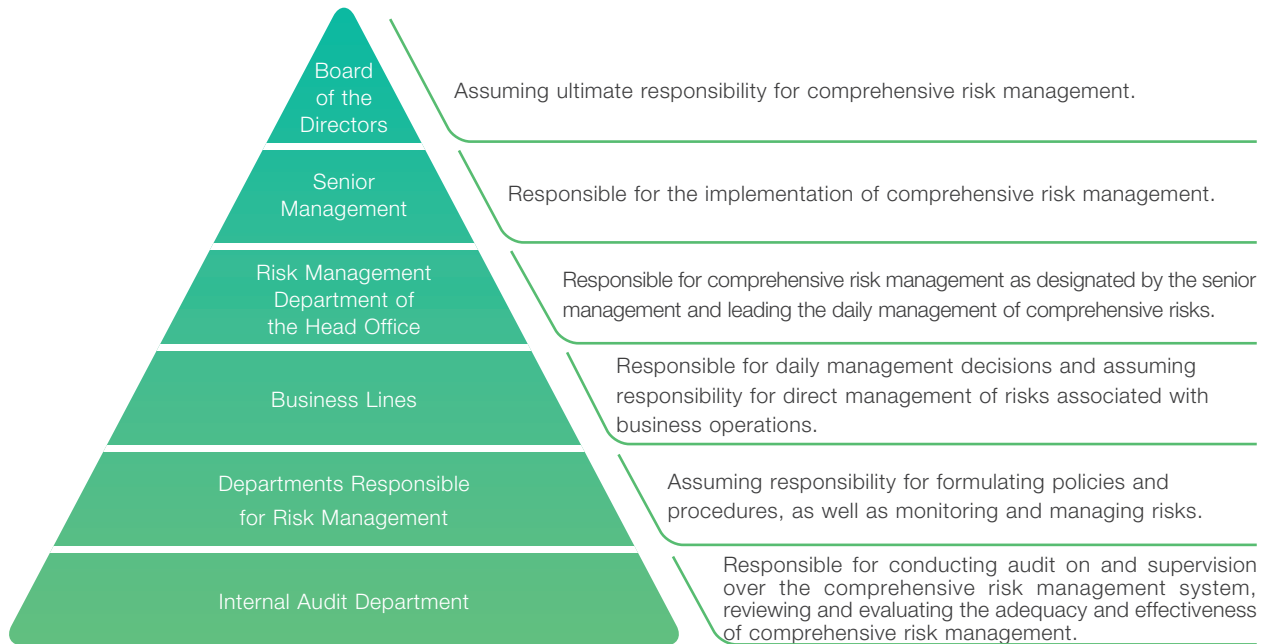 Board
of the
Directors
Assuming ultimate responsibility for comprehensive risk management.
Senior
Management
Responsible for the implementation of comprehensive risk management.
Risk Management
Department of
the Head Office
Responsible for comprehensive risk management as designated by the senior
management and leading the daily management of comprehensive risks.
Business Lines
Responsible for daily management decisions and assuming
responsibility for direct management of risks associated with
business operations.
Departments Responsible
for Risk Management
Assuming responsibility for formulating policies and
procedures, as well as monitoring and managing risks.
Internal Audit Department
Responsible for conducting audit on and supervision
over the comprehensive risk management system,
reviewing and evaluating the adequacy and effectiveness
of comprehensive risk management.